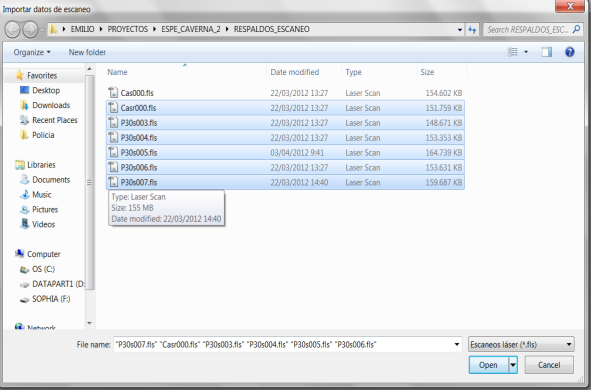 Importar datos de escaneo
EMILIO ▸ PROYECTOS ▸ ESPE_CAVERNA_2 ▸ RESPALDOS_ESCANEO
Search RESPALDOS_ESC...
Organize New folder
Name Date modified Type Size
Favorites
Desktop
Downloads
Recent Places
Policia
Libraries
Documents
Music
Pictures
Videos
Computer
OS (C:)
DATAPART1 (D:
SOPHIA (F:)
Network
Cas000.fls 22/03/2012 13:27 Laser Scan 154.602 KB
Casr000.fls 22/03/2012 13:27 Laser Scan 151.759 KB
P30s003.fls 22/03/2012 13:27 Laser Scan 148.671 KB
P30s004.fls 22/03/2012 13:27 Laser Scan 153.353 KB
P30s005.fls 03/04/2012 9:41 Laser Scan 164.739 KB
P30s006.fls 22/03/2012 13:27 Laser Scan 153.631 KB
P30s007.fls 22/03/2012 14:40 Laser Scan 159.687 KB
Type: Laser Scan
Size: 155 MB
Date modified: 22/03/2012 14:40
File name: "P30s007.fls" "Casr000.fls" "P30s003.fls" "P30s004.fls" "P30s005.fls" "P30s006.fls"
Escaneos láser (*.fls)
Open Cancel